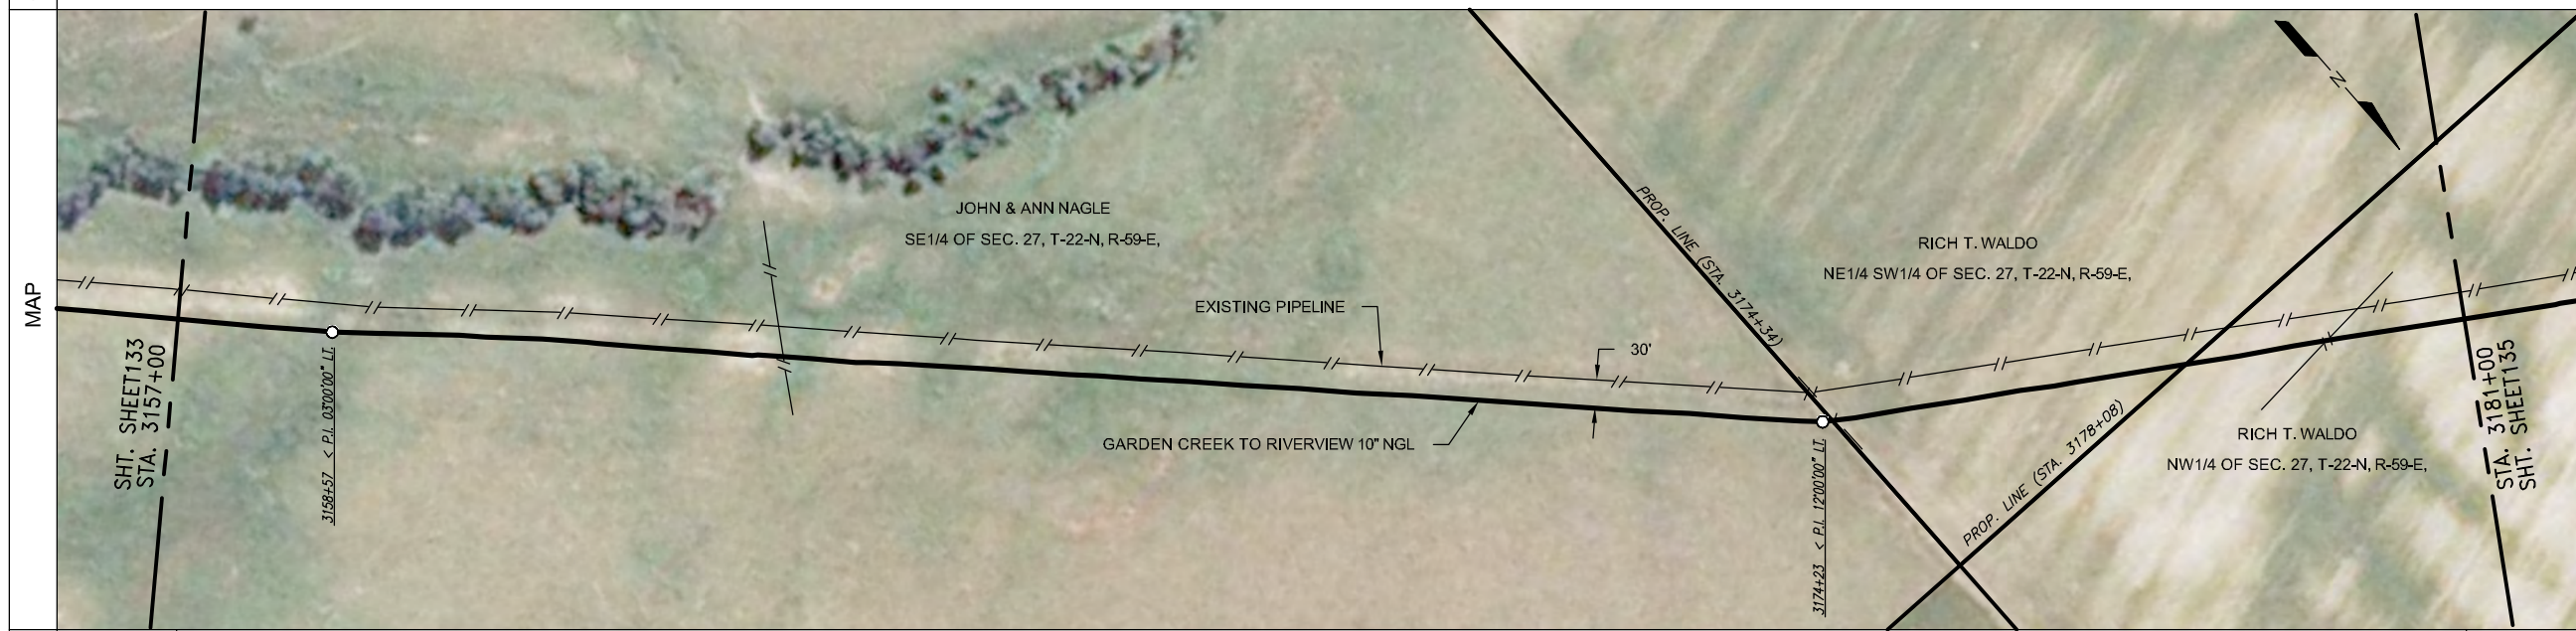 MAP
SHT. SHEET133
STA. 3157+00
3158+57 < P.I. 03°00'00" LT.
JOHN & ANN NAGLE
SE1/4 OF SEC. 27, T-22-N, R-59-E,
EXISTING PIPELINE
30'
GARDEN CREEK TO RIVERVIEW 10" NGL
PROP. LINE (STA. 3174+34)
3174+23 < P.I. 12°00'00" LT.
RICH T. WALDO
NE1/4 SW1/4 OF SEC. 27, T-22-N, R-59-E,
N
PROP. LINE (STA. 3178+08)
RICH T. WALDO
NW1/4 OF SEC. 27, T-22-N, R-59-E,
STA. 3181+00
SHT. SHEET135